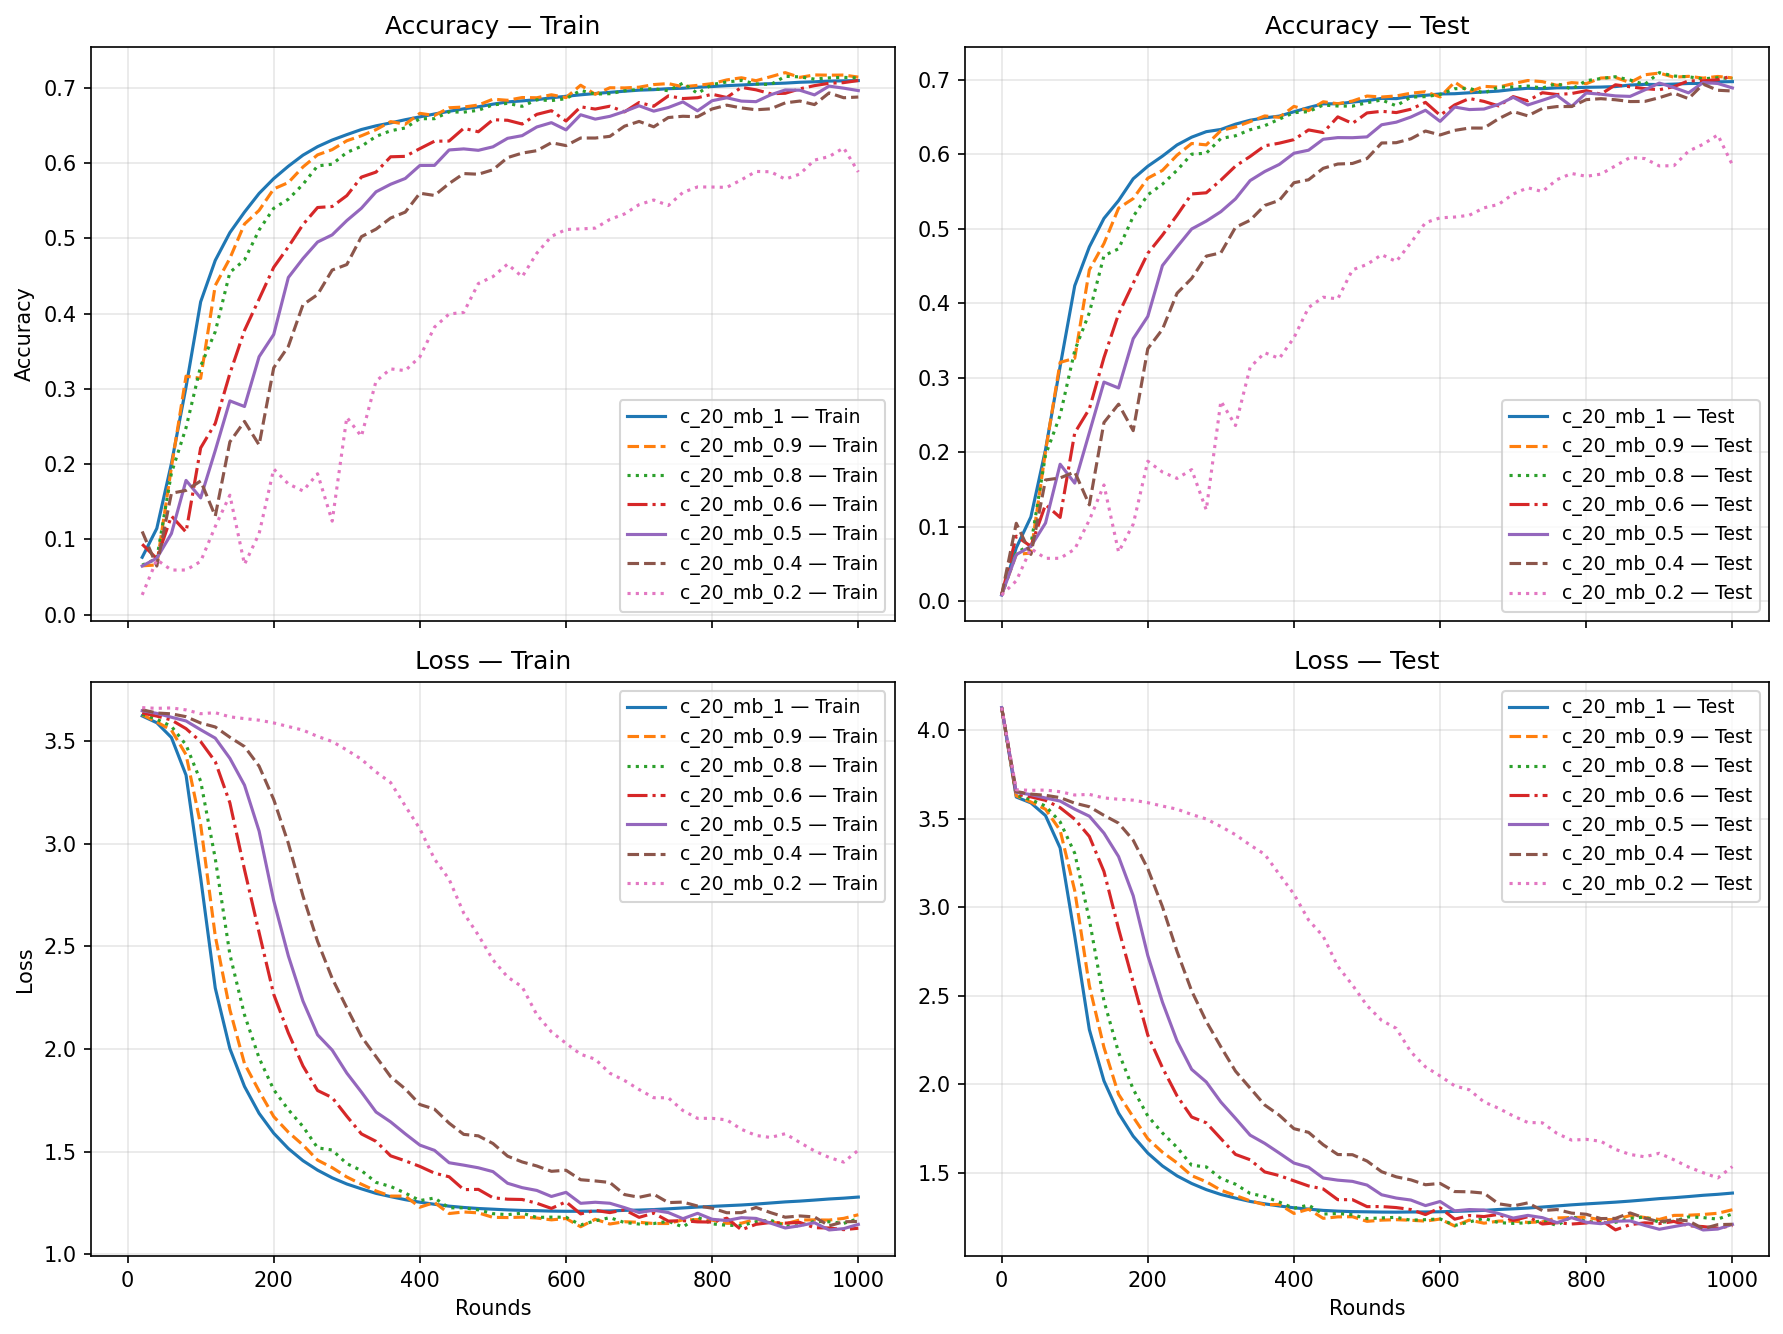 Accuracy — Train
Accuracy
0.7
0.6
0.5
0.4
0.3
0.2
0.1
0.0
c_20_mb_1 — Train
c_20_mb_0.9 — Train
c_20_mb_0.8 — Train
c_20_mb_0.6 — Train
c_20_mb_0.5 — Train
c_20_mb_0.4 — Train
c_20_mb_0.2 — Train
Accuracy — Test
0.7
0.6
0.5
0.4
0.3
0.2
0.1
0.0
c_20_mb_1 — Test
c_20_mb_0.9 — Test
c_20_mb_0.8 — Test
c_20_mb_0.6 — Test
c_20_mb_0.5 — Test
c_20_mb_0.4 — Test
c_20_mb_0.2 — Test
Loss — Train
Loss
3.5
3.0
2.5
2.0
1.5
1.0
c_20_mb_1 — Train
c_20_mb_0.9 — Train
c_20_mb_0.8 — Train
c_20_mb_0.6 — Train
c_20_mb_0.5 — Train
c_20_mb_0.4 — Train
c_20_mb_0.2 — Train
0 200 400 600 800 1000
Rounds
Loss — Test
4.0
3.5
3.0
2.5
2.0
1.5
c_20_mb_1 — Test
c_20_mb_0.9 — Test
c_20_mb_0.8 — Test
c_20_mb_0.6 — Test
c_20_mb_0.5 — Test
c_20_mb_0.4 — Test
c_20_mb_0.2 — Test
0 200 400 600 800 1000
Rounds